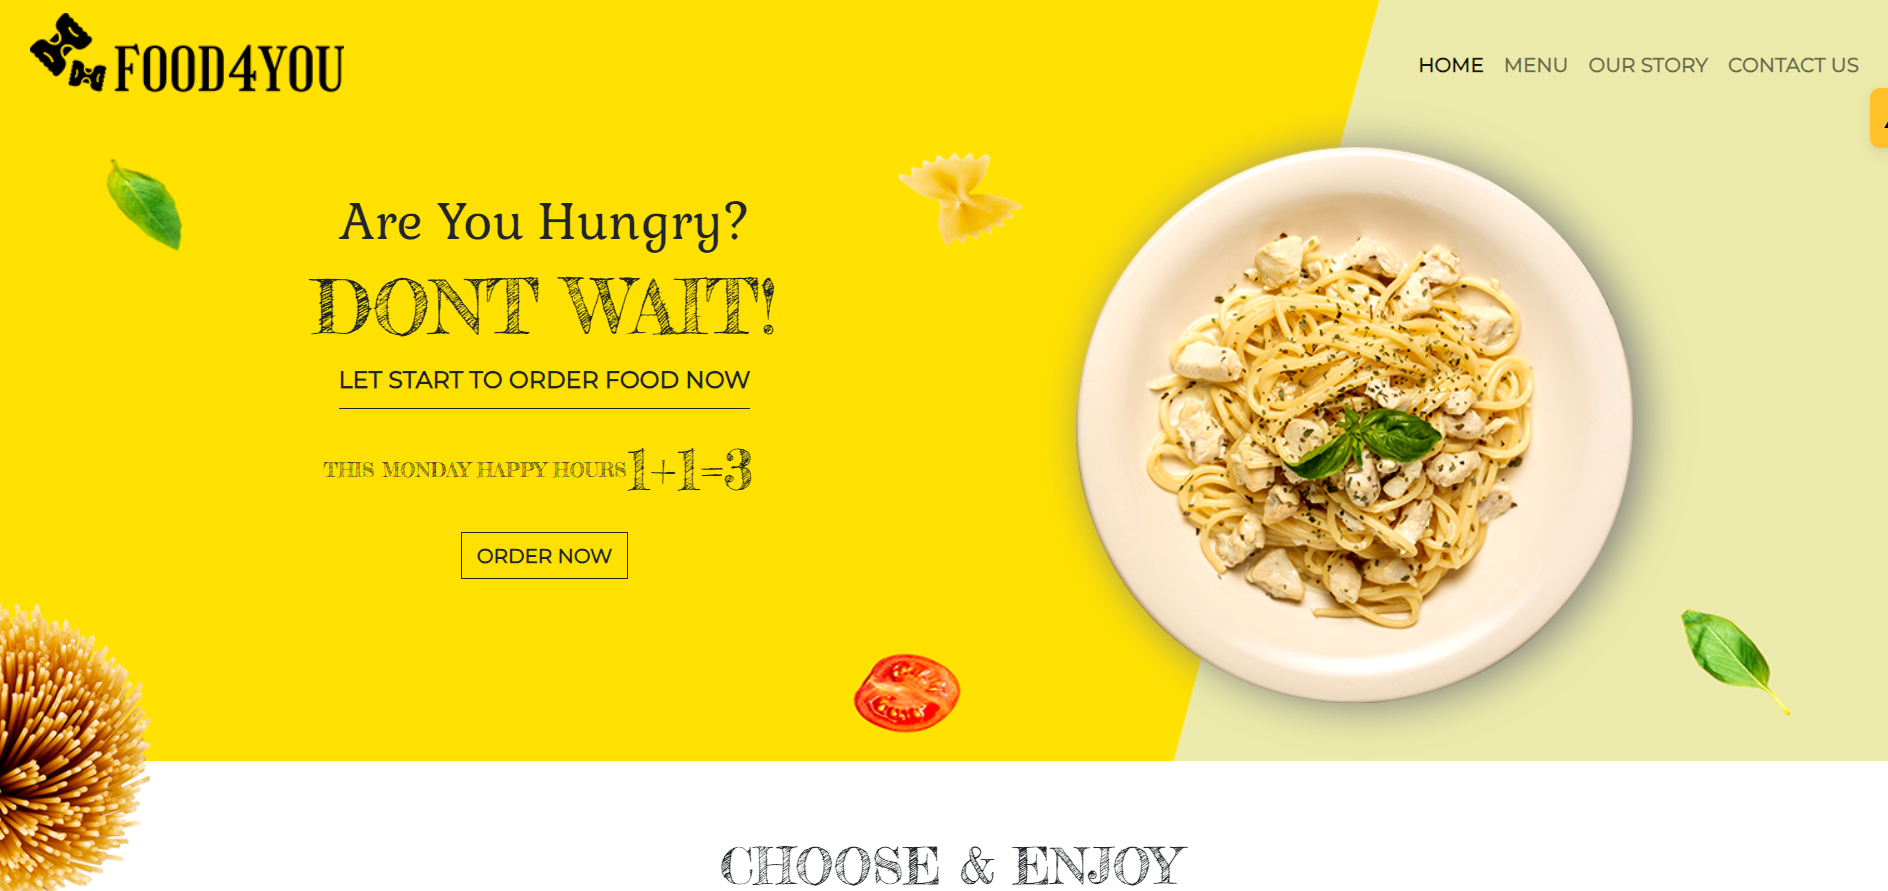 FOOD4YOU
HOME MENU OUR STORY CONTACT US
Are You Hungry?
DONT WAIT!
LET START TO ORDER FOOD NOW
THIS MONDAY HAPPY HOURS 1+1=3
ORDER NOW
CHOOSE & ENJOY